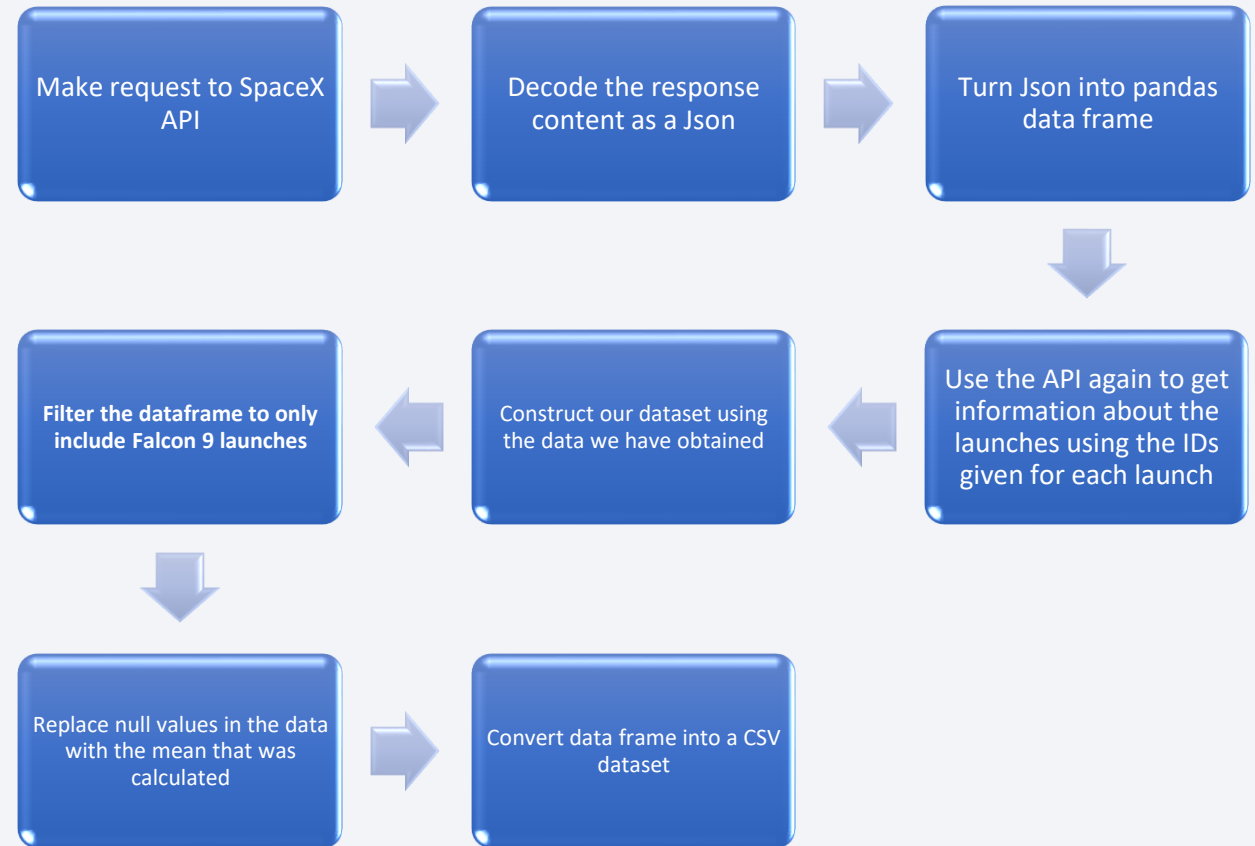 Make request to SpaceX
API
Decode the response
content as a Json
Turn Json into pandas
data frame
Use the API again to get
information about the
launches using the IDs
given for each launch
Construct our dataset using
the data we have obtained
Filter the dataframe to only
include Falcon 9 launches
Replace null values in the data
with the mean that was
calculated
Convert data frame into a CSV
dataset